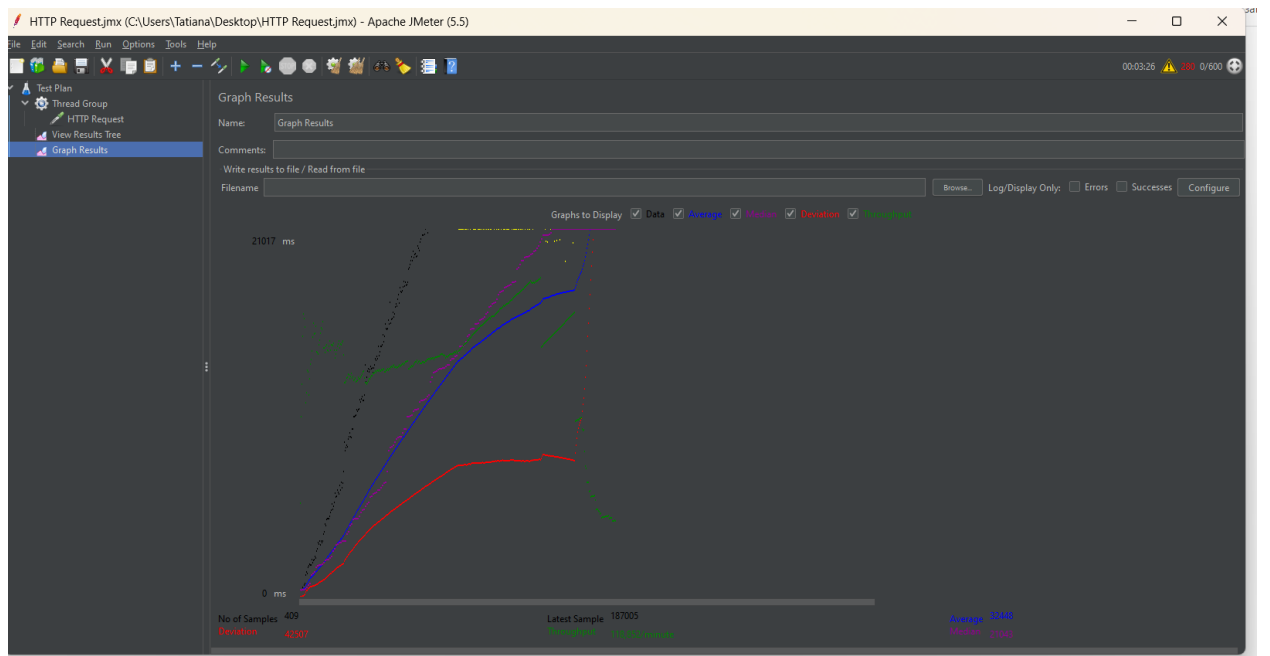 HTTP Request.jmx (C:\Users\Tatiana\Desktop\HTTP Request.jmx) - Apache JMeter (5.5)
File Edit Search Run Options Tools Help
00:03:26 280 0/600
Test Plan
Thread Group
HTTP Request
View Results Tree
Graph Results
Graph Results
Name: Graph Results
Comments:
Write results to file / Read from file
Filename Browse... Log/Display Only: Errors Successes Configure
Graphs to Display Data Average Median Deviation Throughput
21017 ms
0 ms
No of Samples 409 Latest Sample 187005 Average 32448
Deviation 42507 Throughput Median